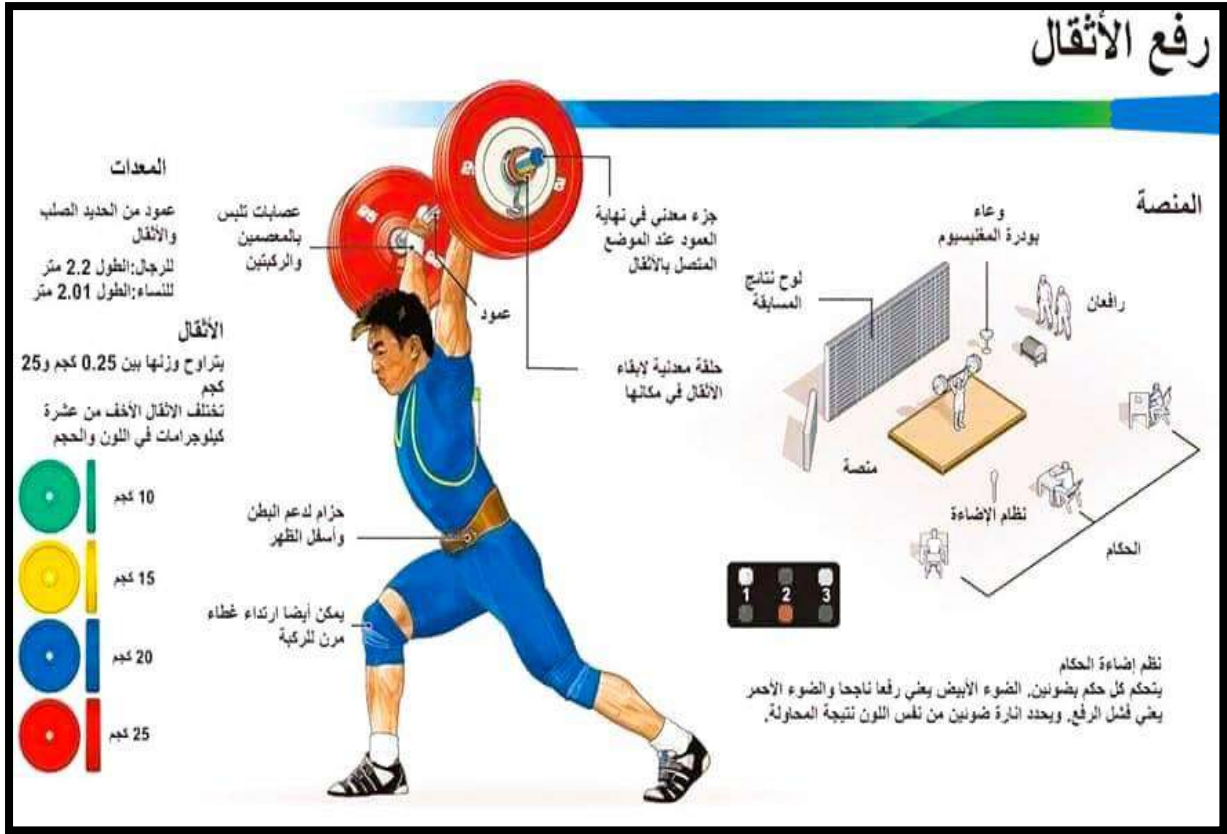 رفع الأثقال
المعدات
عمود من الحديد الصلب
والأثقال
للرجال:الطول 2.2 متر
للنساء:الطول 2.01 متر
الأثقال
يتراوح وزنها بين 0.25 كجم و25
كجم
تختلف الاثقال الأخف من عشرة
كيلوجرامات في اللون والحجم
10 كجم
15 كجم
20 كجم
25 كجم
عصابات تلبس
بالمعصمين
والركبتين
عمود
جزء معدني في نهاية
العمود عند الموضع
المتصل بالأثقال
حلقة معدنية لإبقاء
الأثقال في مكانها
حزام لدعم البطن
وأسفل الظهر
يمكن أيضا ارتداء غطاء
مرن للركبة
المنصة
وعاء
بودرة المغنيسيوم
لوح نتائج
المسابقة
رافعان
منصة
نظام الإضاءة
الحكام
1 2 3
نظم إضاءة الحكام
يتحكم كل حكم بضوئين. الضوء الأبيض يعني رفعا ناجحا والضوء الأحمر
يعني فشل الرفع. ويحدد انارة ضوئين من نفس اللون نتيجة المحاولة.